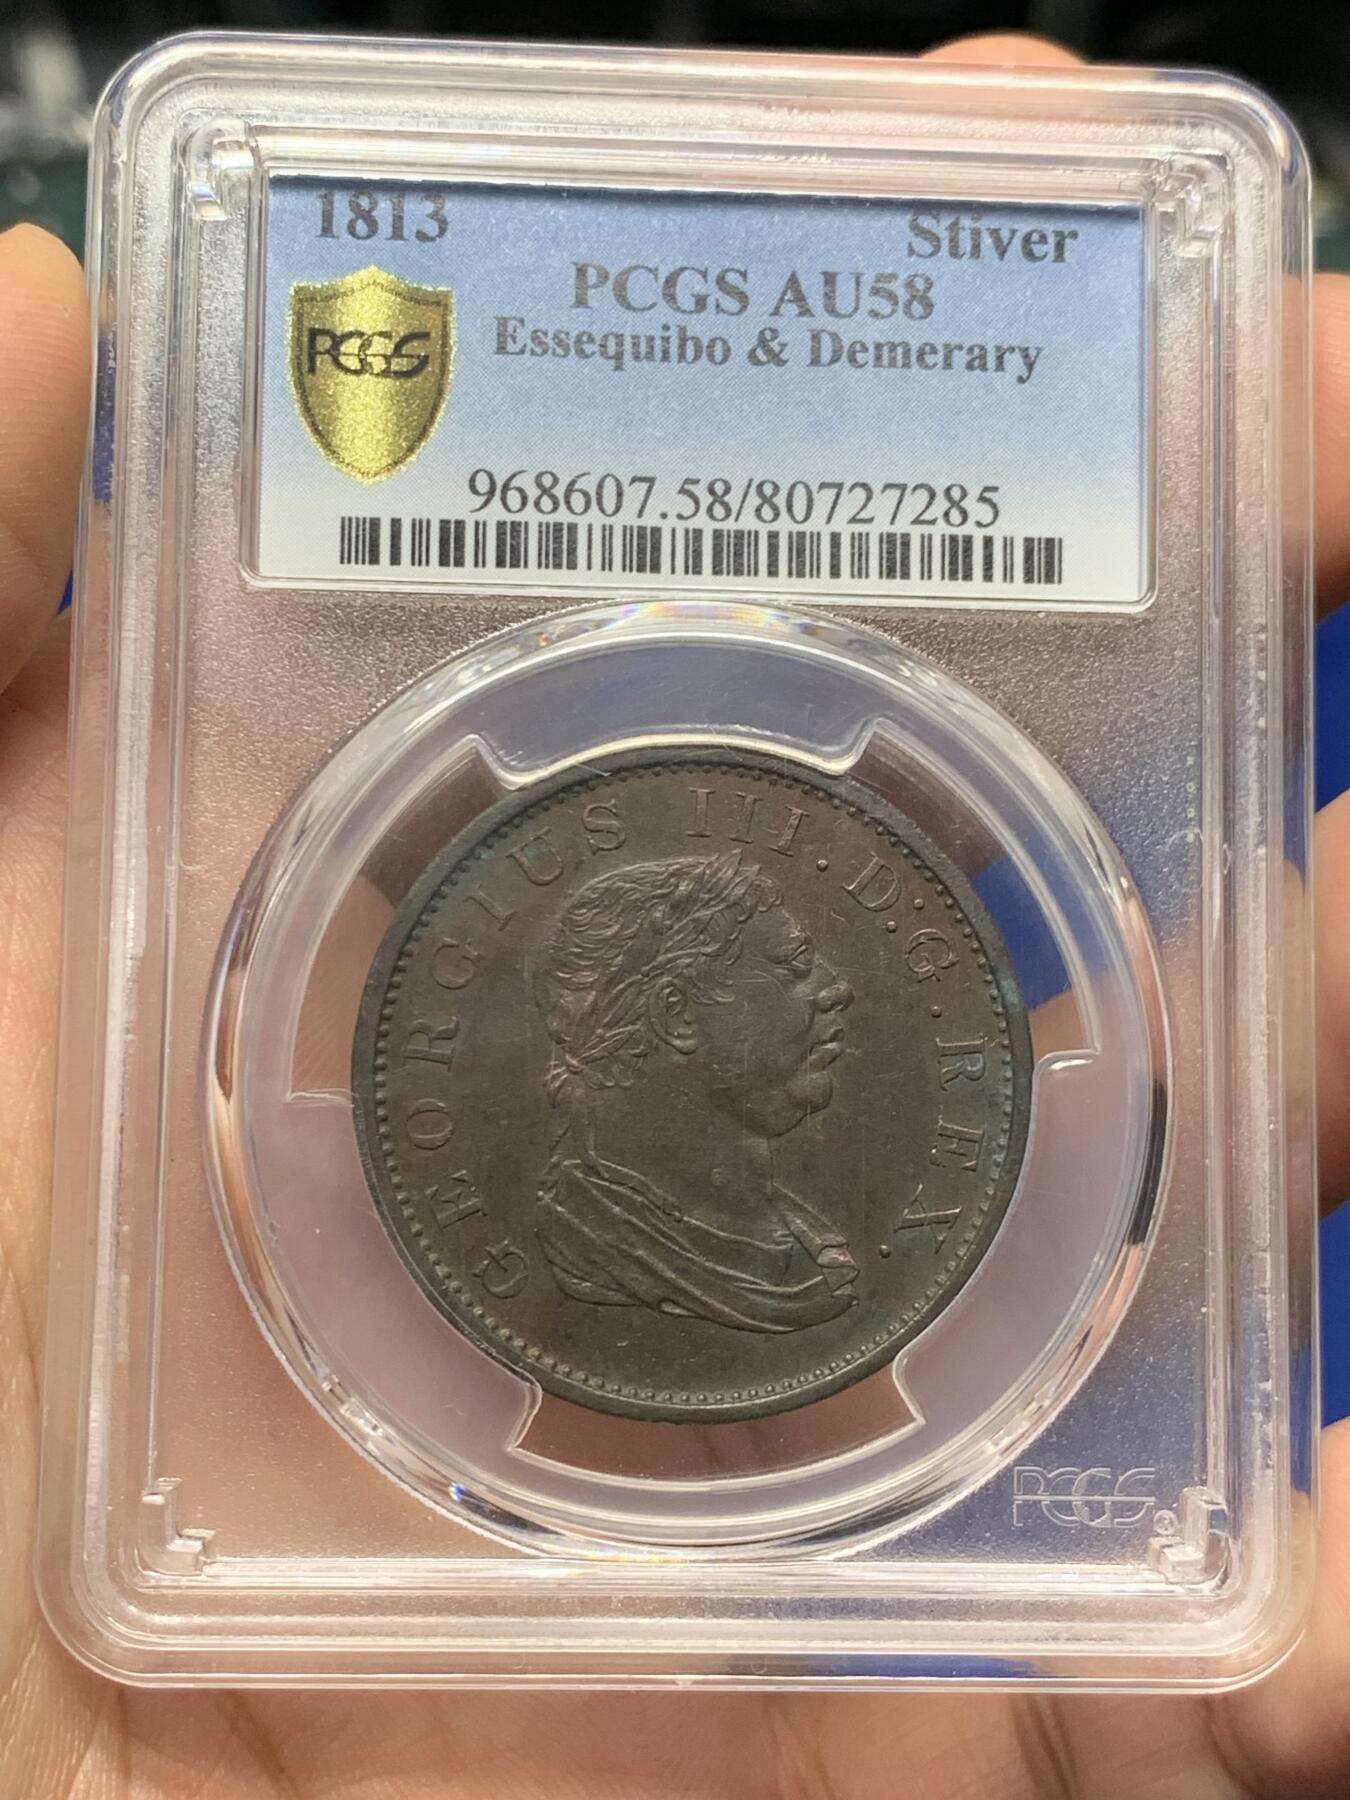 1813 Stiver
PCGS AU58
Essequibo & Demerary
PCGS
968607.58/80727285
GEORGIUS III. D:G. REX.
PCGS